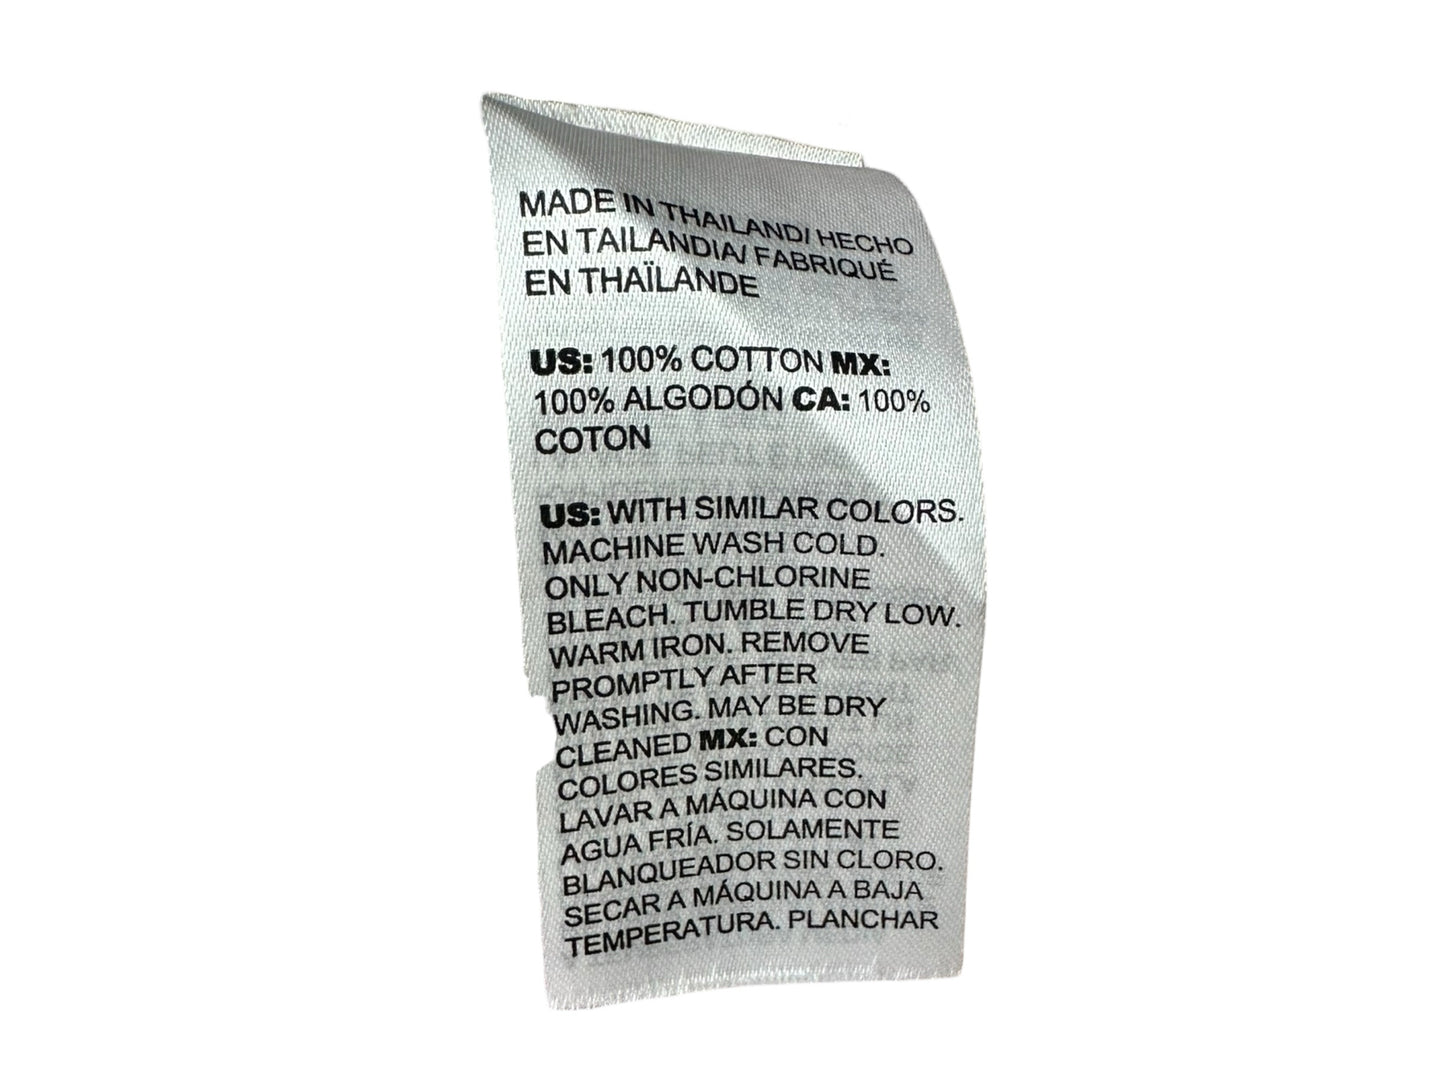 MADE IN THAILAND/ HECHO
EN TAILANDIA/ FABRIQUÉ
EN THAÏLANDE
US: 100% COTTON MX:
100% ALGODÓN CA: 100%
COTON
US: WITH SIMILAR COLORS.
MACHINE WASH COLD.
ONLY NON-CHLORINE
BLEACH. TUMBLE DRY LOW.
WARM IRON. REMOVE
PROMPTLY AFTER
WASHING. MAY BE DRY
CLEANED MX: CON
COLORES SIMILARES.
LAVAR A MÁQUINA CON
AGUA FRÍA. SOLAMENTE
BLANQUEADOR SIN CLORO.
SECAR A MÁQUINA A BAJA
TEMPERATURA. PLANCHAR